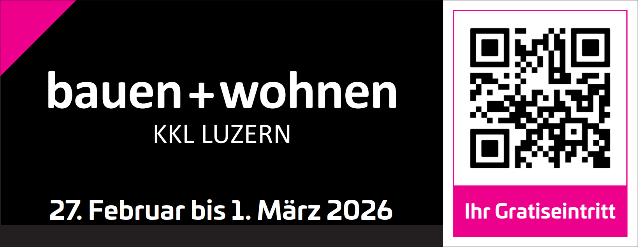 bauen+wohnen
KKL LUZERN
27. Februar bis 1. März 2026
Ihr Gratiseintritt